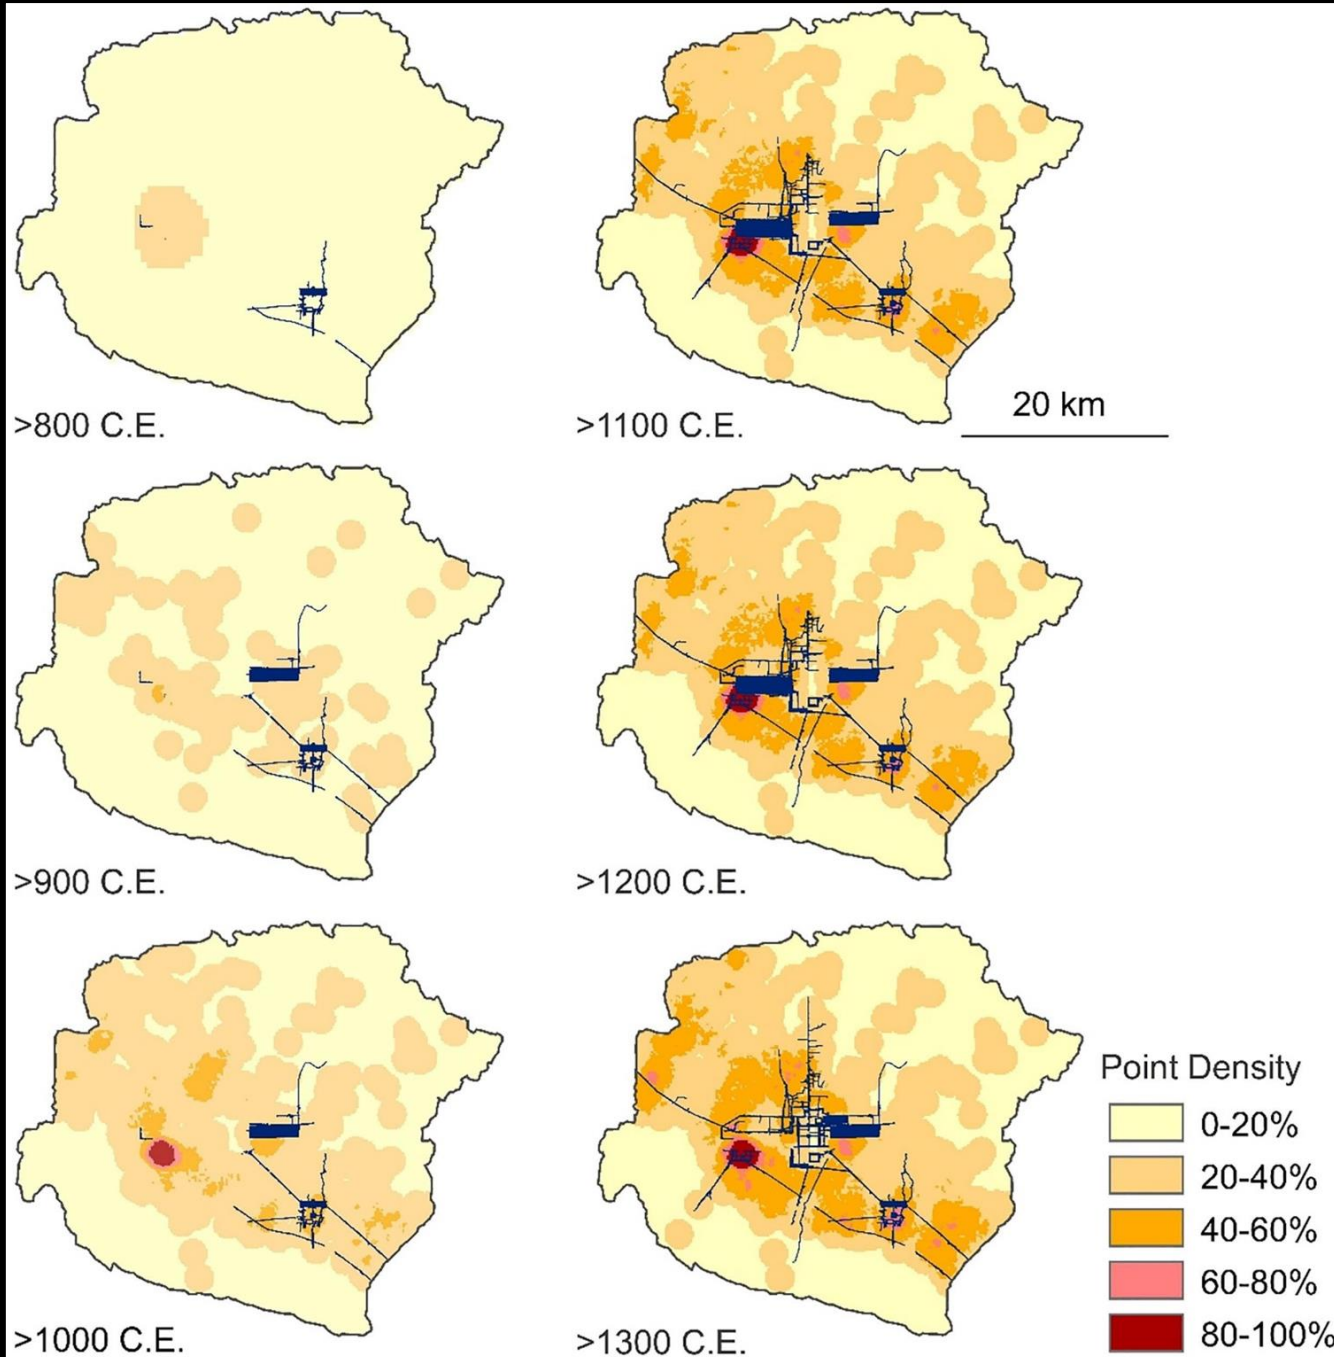 >800 C.E.
>1100 C.E.
20 km
>900 C.E.
>1200 C.E.
>1000 C.E.
>1300 C.E.
Point Density
0-20%
20-40%
40-60%
60-80%
80-100%